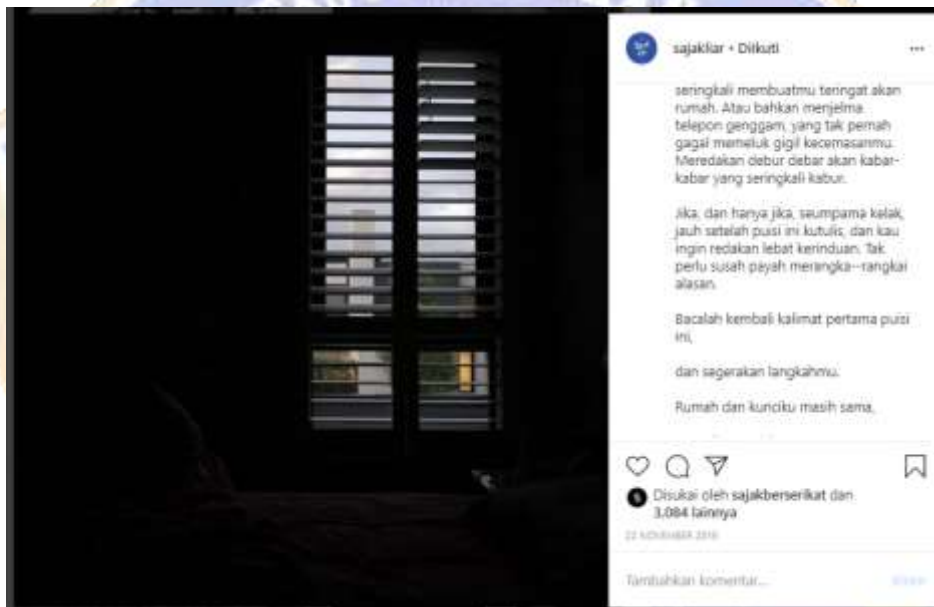 sajakliar • Diikuti
seringkali membuatmu teringat akan
rumah. Atau bahkan menjelma
telepon genggam, yang tak pernah
gagal memeluk gigil kecemasanmu.
Meredakan debur debar akan kabar-
kabar yang seringkali kabur.
Jika, dan hanya jika, seumpama kelak,
jauh setelah puisi ini kutulis, dan kau
ingin redakan lebat kerinduan. Tak
perlu susah payah merangka--rangkai
alasan.
Bacalah kembali kalimat pertama puisi
ini,
dan segerakan langkahmu.
Rumah dan kunciku masih sama,
Disukai oleh sajakberserikat dan
3.084 lainnya
22 NOVEMBER
Tambahkan komentar...